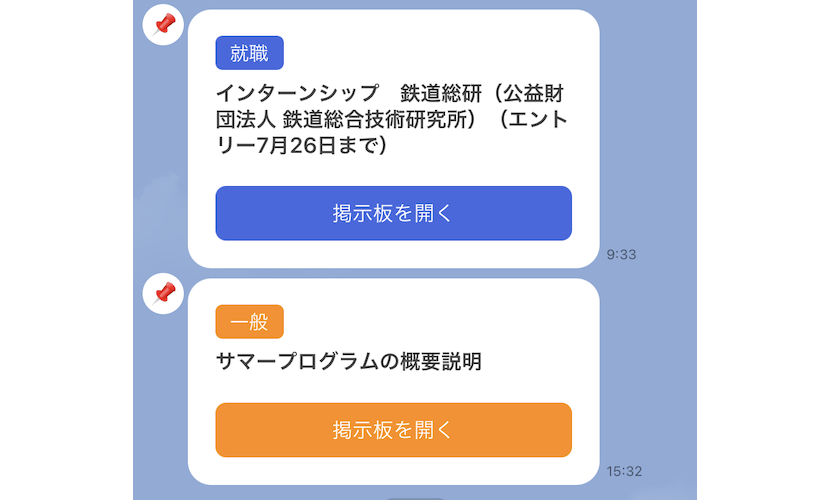 就職
インターンシップ　鉄道総研（公益財
団法人 鉄道総合技術研究所）（エント
リー7月26日まで）
掲示板を開く
9:33
一般
サマープログラムの概要説明
掲示板を開く
15:32